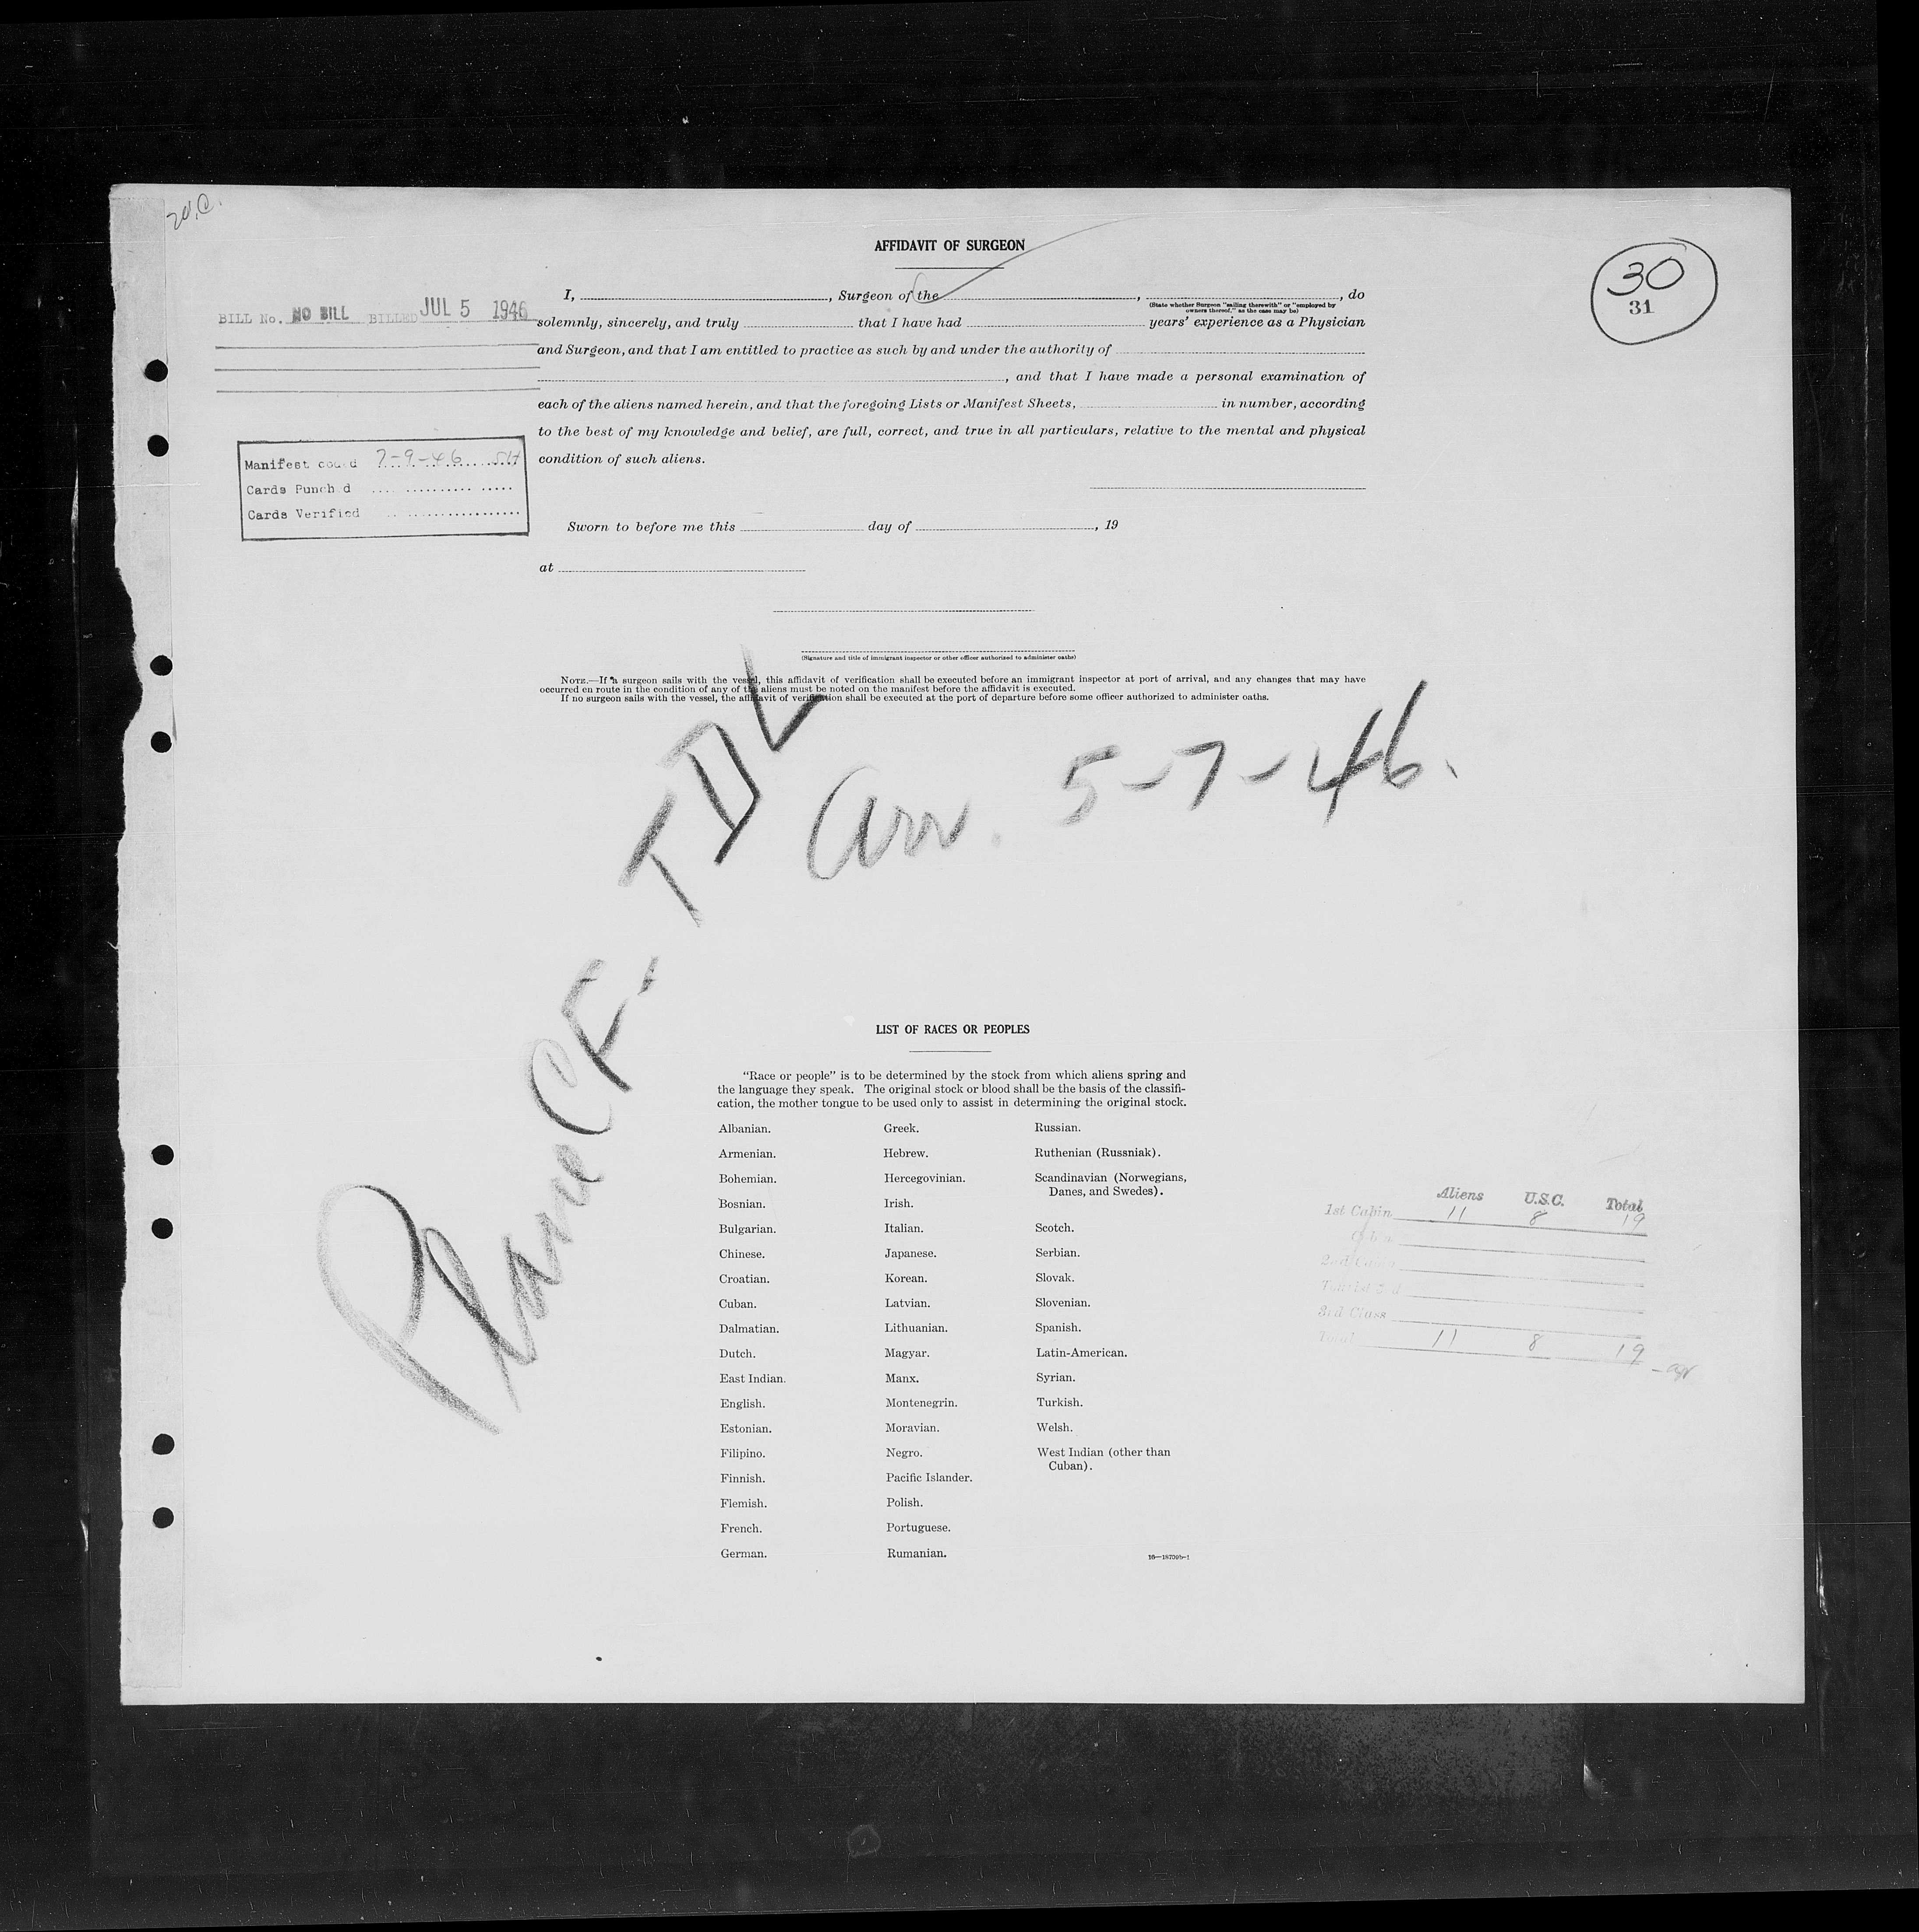 AFFIDAVIT OF SURGEON
30
31
I, , Surgeon of the , , do
(State whether Surgeon "sailing therewith" or "employed by
owners thereof," as the case may be)
BILL No. NO BILL BILLED JUL 5 1946
solemnly, sincerely, and truly that I have had years' experience as a Physician
and Surgeon, and that I am entitled to practice as such by and under the authority of
, and that I have made a personal examination of
each of the aliens named herein, and that the foregoing Lists or Manifest Sheets, in number, according
to the best of my knowledge and belief, are full, correct, and true in all particulars, relative to the mental and physical
condition of such aliens.
Manifest coded 7-9-46
Cards Punched
Cards Verified
Sworn to before me this day of , 19
at
(Signature and title of immigrant inspector or other officer authorized to administer oaths)
NOTE.—If a surgeon sails with the vessel, this affidavit of verification shall be executed before an immigrant inspector at port of arrival, and any changes that may have
occurred en route in the condition of any of the aliens must be noted on the manifest before the affidavit is executed.
If no surgeon sails with the vessel, the affidavit of verification shall be executed at the port of departure before some officer authorized to administer oaths.
Plane CF-TDL
Arr. 5-7-46.
LIST OF RACES OR PEOPLES
"Race or people" is to be determined by the stock from which aliens spring and
the language they speak. The original stock or blood shall be the basis of the classifi-
cation, the mother tongue to be used only to assist in determining the original stock.
Albanian.
Armenian.
Bohemian.
Bosnian.
Bulgarian.
Chinese.
Croatian.
Cuban.
Dalmatian.
Dutch.
East Indian.
English.
Estonian.
Filipino.
Finnish.
Flemish.
French.
German.
Greek.
Hebrew.
Hercegovinian.
Irish.
Italian.
Japanese.
Korean.
Latvian.
Lithuanian.
Magyar.
Manx.
Montenegrin.
Moravian.
Negro.
Pacific Islander.
Polish.
Portuguese.
Rumanian.
Russian.
Ruthenian (Russniak).
Scandinavian (Norwegians,
Danes, and Swedes).
Scotch.
Serbian.
Slovak.
Slovenian.
Spanish.
Latin-American.
Syrian.
Turkish.
Welsh.
West Indian (other than
Cuban).
Aliens U.S.C. Total
1st Cabin 11 8 19
Cabin
2nd Cabin
Tourist 3rd
3rd Class
Total 11 8 19